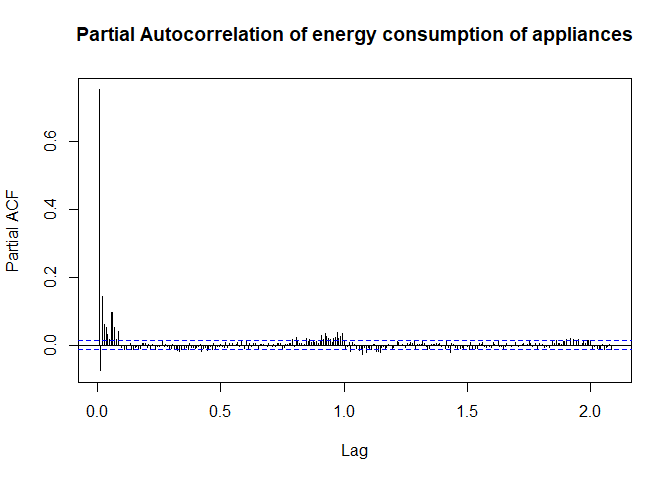 Partial Autocorrelation of energy consumption of appliances
Partial ACF
0.6
0.4
0.2
0.0
0.0 0.5 1.0 1.5 2.0
Lag